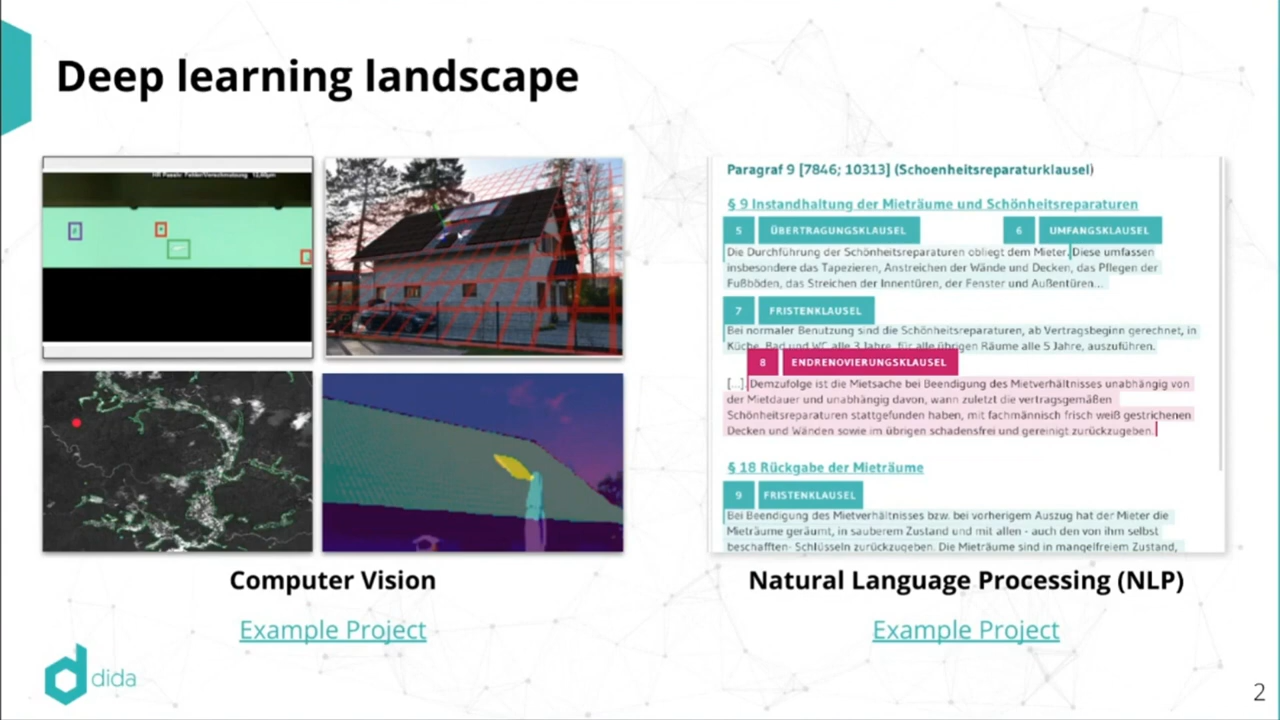 Deep learning landscape
HR Passiv: Fehler/Verschmutzung 12,60µm
Paragraf 9 [7846; 10313] (Schoenheitsreparaturklausel)
§ 9 Instandhaltung der Mieträume und Schönheitsreparaturen
5 ÜBERTRAGUNGSKLAUSEL 6 UMFANGSKLAUSEL
Die Durchführung der Schönheitsreparaturen obliegt dem Mieter. Diese umfassen
insbesondere das Tapezieren, Anstreichen der Wände und Decken, das Pflegen der
Fußböden, das Streichen der Innentüren, der Fenster und Außentüren...
7 FRISTENKLAUSEL
Bei normaler Benutzung sind die Schönheitsreparaturen, ab Vertragsbeginn gerechnet, in
Küche, Bad und WC alle 3 Jahre, für alle übrigen Räume alle 5 Jahre, auszuführen.
8 ENDRENOVIERUNGSKLAUSEL
[...] Demzufolge ist die Mietsache bei Beendigung des Mietverhältnisses unabhängig von
der Mietdauer und unabhängig davon, wann zuletzt die vertragsgemäßen
Schönheitsreparaturen stattgefunden haben, mit fachmännisch frisch weiß gestrichenen
Decken und Wänden sowie im übrigen schadensfrei und gereinigt zurückzugeben.
§ 18 Rückgabe der Mieträume
9 FRISTENKLAUSEL
Bei Beendigung des Mietverhältnisses bzw. bei vorherigem Auszug hat der Mieter die
Mieträume geräumt, in sauberem Zustand und mit allen - auch den von ihm selbst
beschafften- Schlüsseln zurückzugeben. Die Mieträume sind in mangelfreiem Zustand,
Computer Vision
Natural Language Processing (NLP)
Example Project
Example Project
dida
2